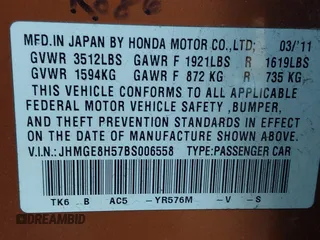 R086
MFD.IN JAPAN BY HONDA MOTOR CO.,LTD; 03/'11
GVWR 3512LBS GAWR F 1921LBS R 1619LBS
GVWR 1594KG GAWR F 872 KG R 735 KG
THIS VEHICLE CONFORMS TO ALL APPLICABLE
FEDERAL MOTOR VEHICLE SAFETY ,BUMPER,
AND THEFT PREVENTION STANDARDS IN EFFECT
ON THE DATE OF MANUFACTURE SHOWN ABOVE.
V.I.N: JHMGE8H57BS006558 TYPE:PASSENGER CAR
TK6 B AC5 -YR576M -V -S
DREAMBID